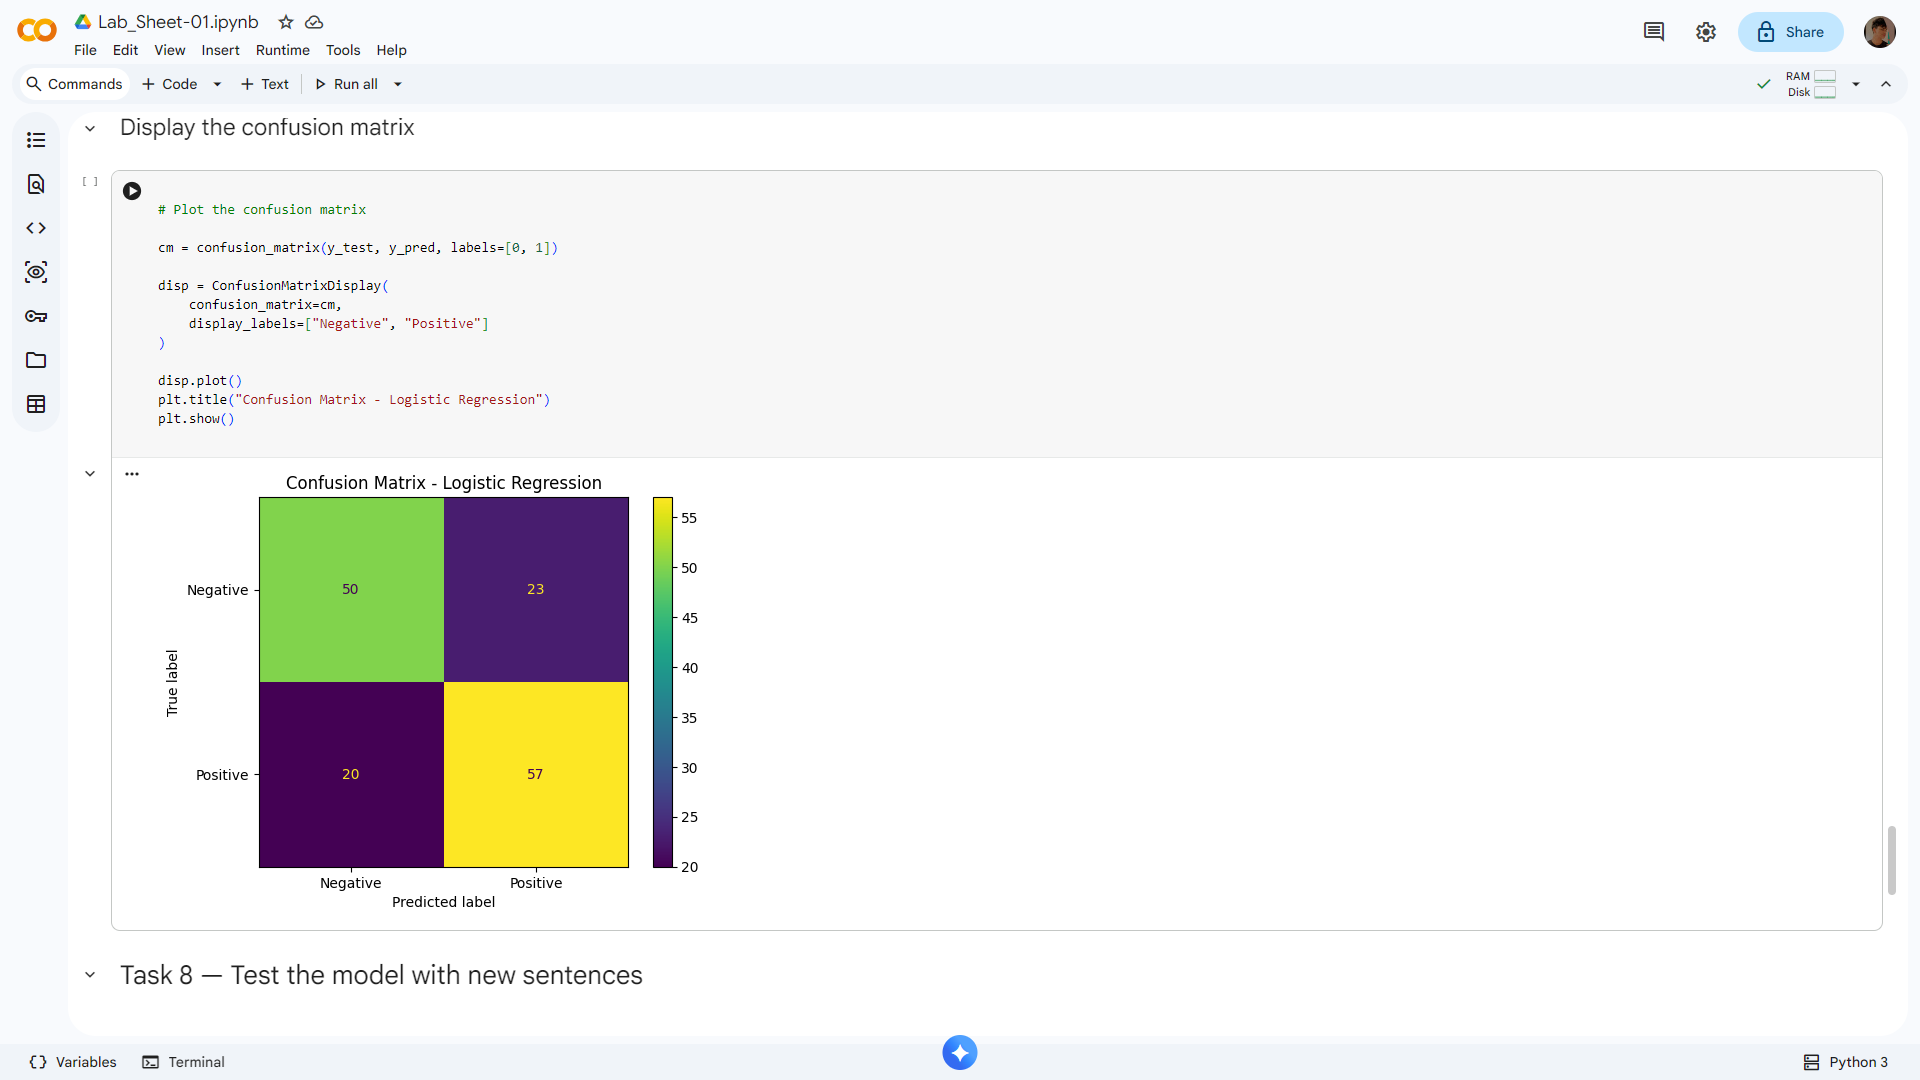 Lab_Sheet-01.ipynb
File Edit View Insert Runtime Tools Help
Share
Commands + Code + Text Run all
RAM
Disk
Display the confusion matrix
[ ]
# Plot the confusion matrix
cm = confusion_matrix(y_test, y_pred, labels=[0, 1])
disp = ConfusionMatrixDisplay(
    confusion_matrix=cm,
    display_labels=["Negative", "Positive"]
)
disp.plot()
plt.title("Confusion Matrix - Logistic Regression")
plt.show()
Confusion Matrix - Logistic Regression
Negative
50 23
True label
Positive
20 57
Negative Positive
Predicted label
55
50
45
40
35
30
25
20
Task 8 — Test the model with new sentences
Variables Terminal
Python 3